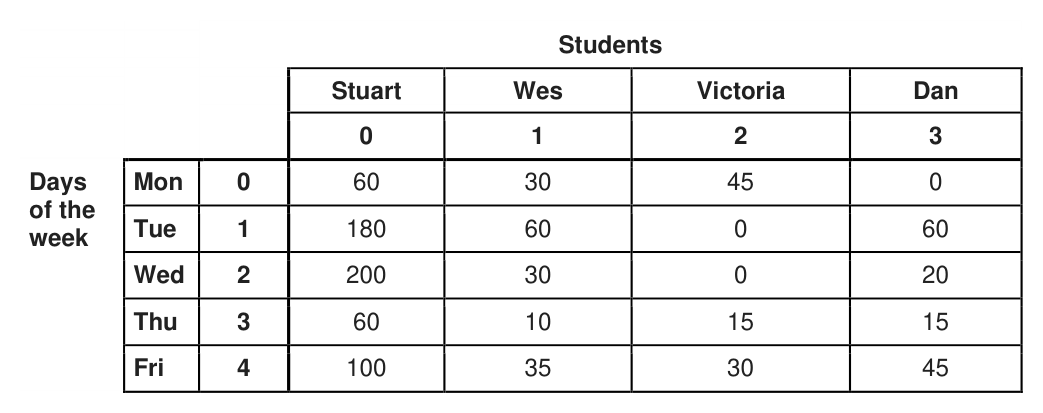 Students
Stuart Wes Victoria Dan
0 1 2 3
Days of the week
Mon 0 60 30 45 0
Tue 1 180 60 0 60
Wed 2 200 30 0 20
Thu 3 60 10 15 15
Fri 4 100 35 30 45